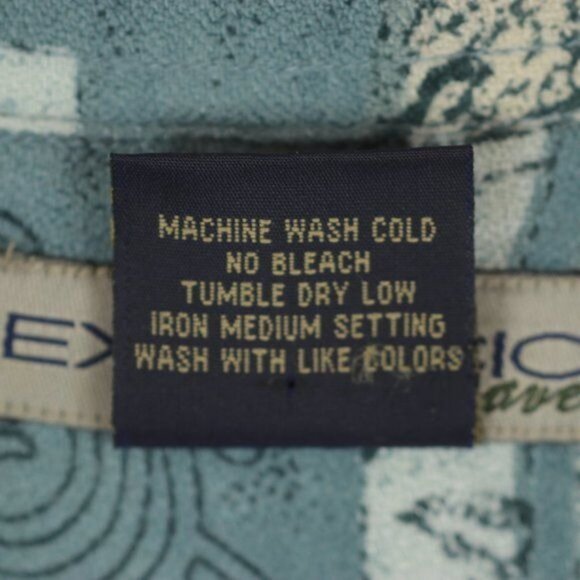 MACHINE WASH COLD
NO BLEACH
TUMBLE DRY LOW
IRON MEDIUM SETTING
WASH WITH LIKE COLORS